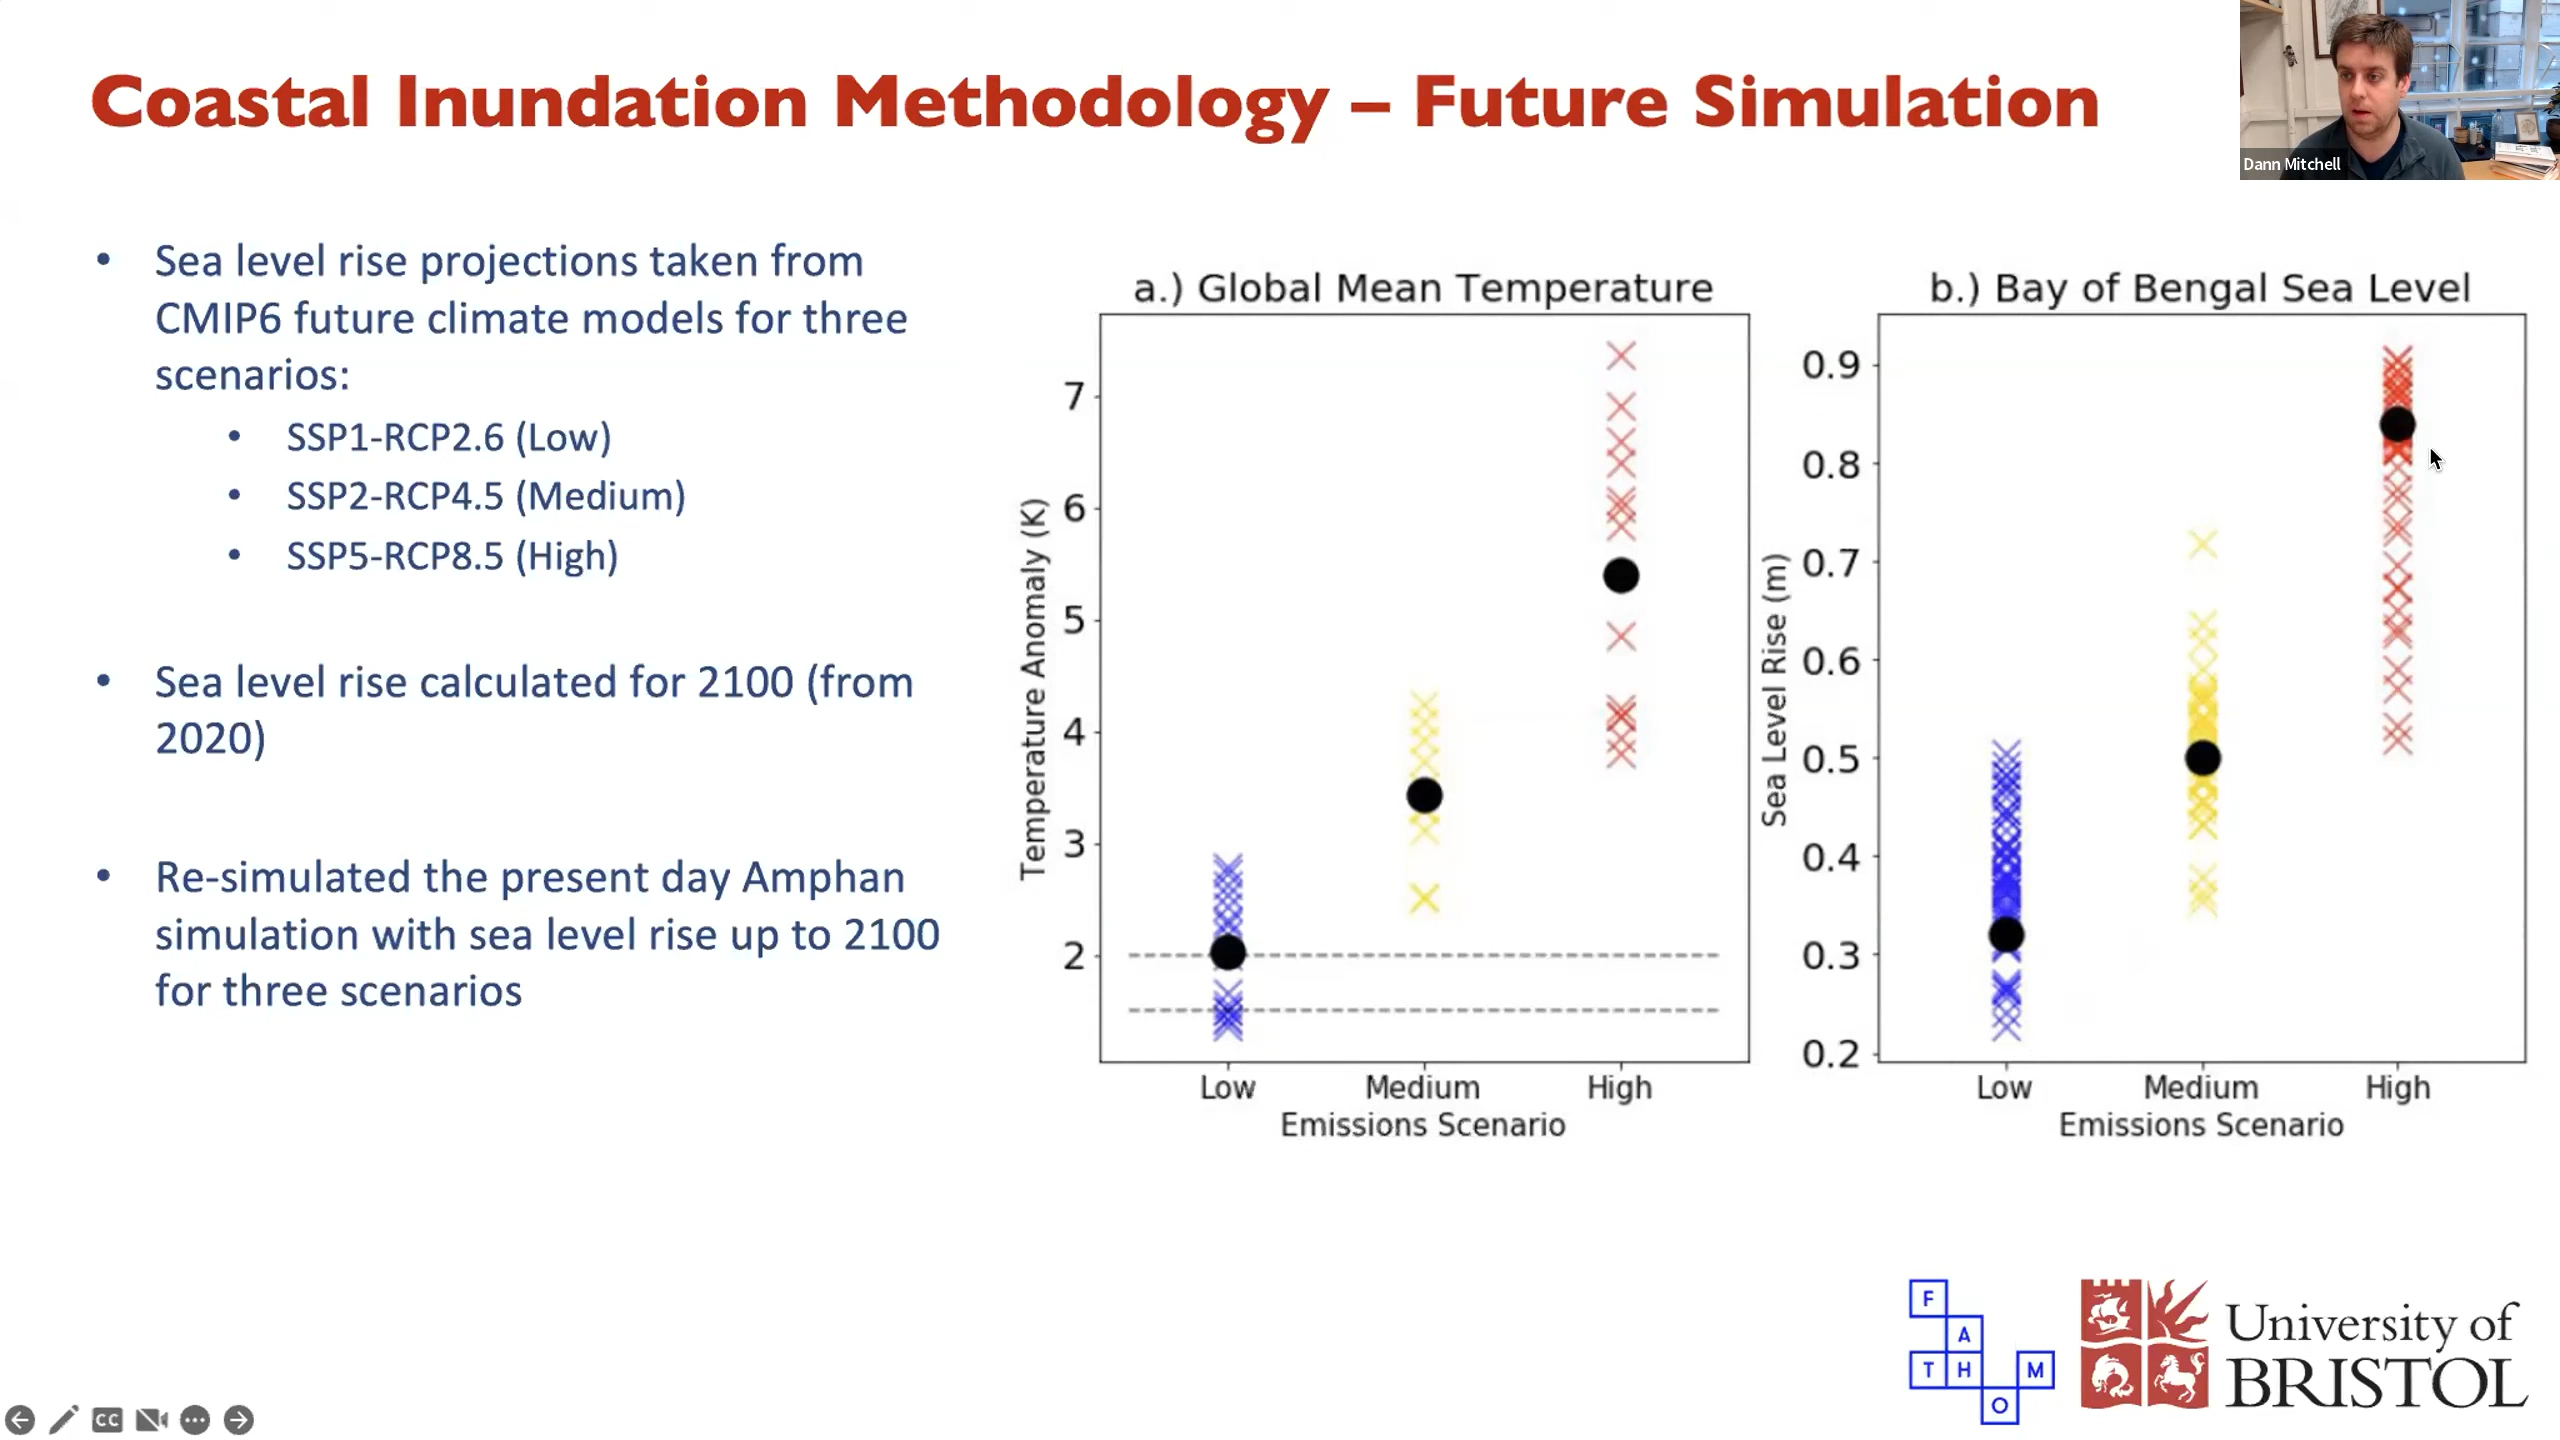 Coastal Inundation Methodology – Future Simulation
Dann Mitchell
• Sea level rise projections taken from
CMIP6 future climate models for three
scenarios:
• SSP1-RCP2.6 (Low)
• SSP2-RCP4.5 (Medium)
• SSP5-RCP8.5 (High)
• Sea level rise calculated for 2100 (from
2020)
• Re-simulated the present day Amphan
simulation with sea level rise up to 2100
for three scenarios
a.) Global Mean Temperature
Temperature Anomaly (K)
7
6
5
4
3
2
Low Medium High
Emissions Scenario
b.) Bay of Bengal Sea Level
Sea Level Rise (m)
0.9
0.8
0.7
0.6
0.5
0.4
0.3
0.2
Low Medium High
Emissions Scenario
F
A
T H M
O
University of
BRISTOL
CC